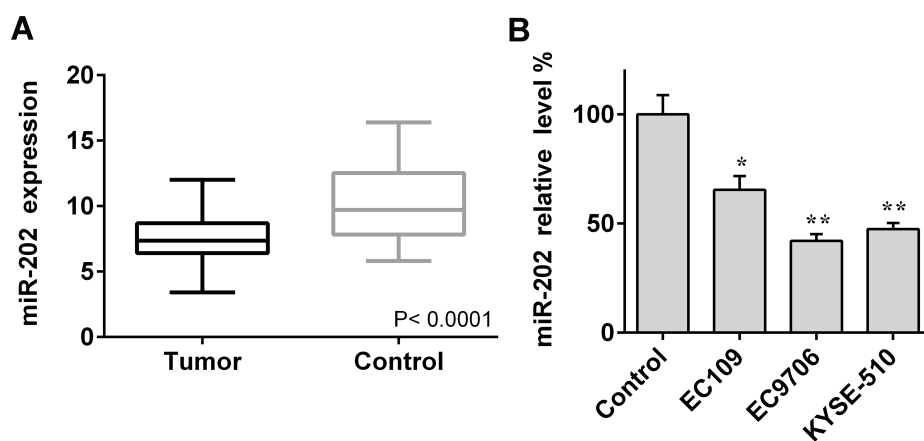 A
miR-202 expression
20
15
10
5
0
P< 0.0001
Tumor
Control
B
miR-202 relative level %
100
50
0
*
**
**
Control
EC109
EC9706
KYSE-510